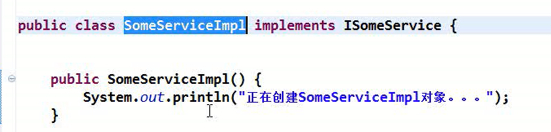 public class SomeServiceImpl implements ISomeService {
public SomeServiceImpl() {
System.out.println("正在创建SomeServiceImpl对象。。。");
}